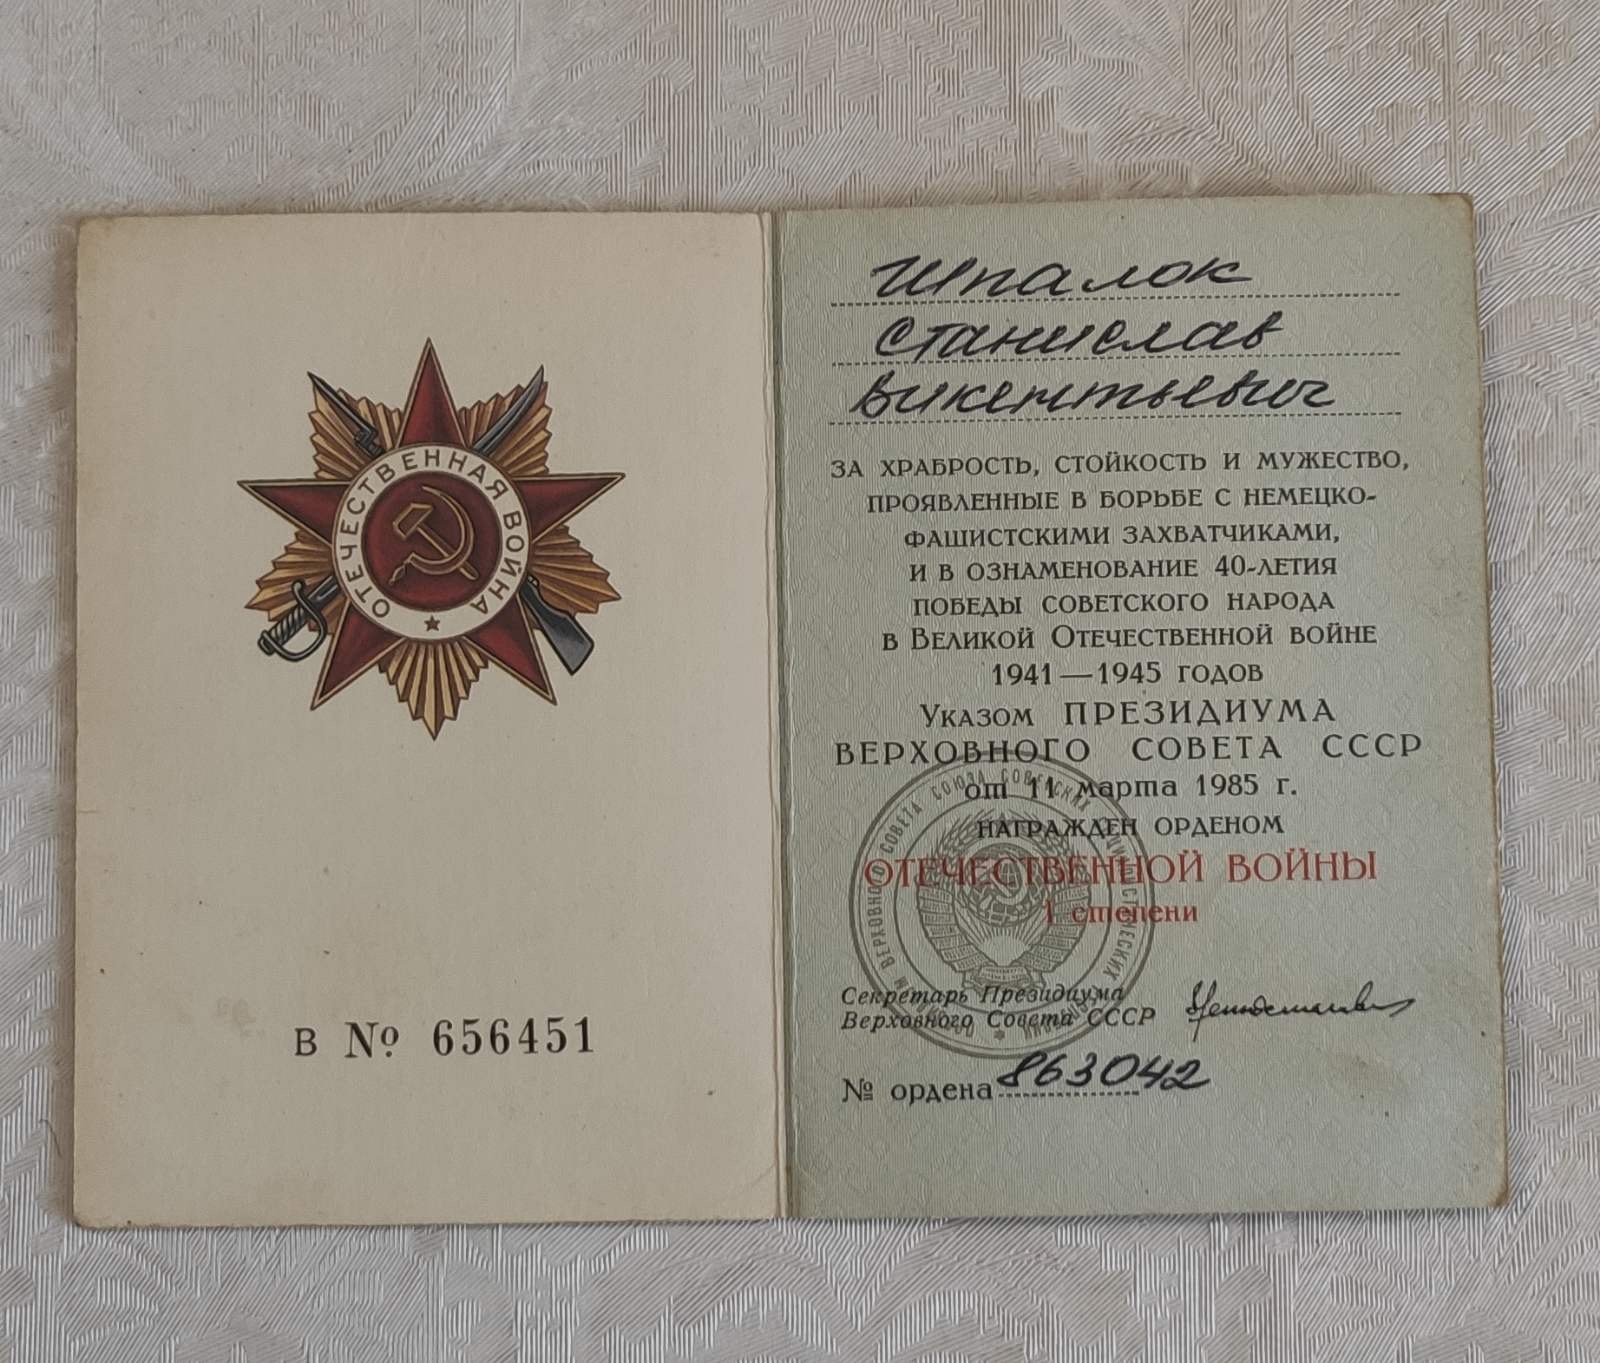 ОТЕЧЕСТВЕННАЯ ВОЙНА
В № 656451
Шпалок
Станислав
Викентьевич
ЗА ХРАБРОСТЬ, СТОЙКОСТЬ И МУЖЕСТВО,
ПРОЯВЛЕННЫЕ В БОРЬБЕ С НЕМЕЦКО-
ФАШИСТСКИМИ ЗАХВАТЧИКАМИ,
И В ОЗНАМЕНОВАНИЕ 40-ЛЕТИЯ
ПОБЕДЫ СОВЕТСКОГО НАРОДА
В ВЕЛИКОЙ ОТЕЧЕСТВЕННОЙ ВОЙНЕ
1941—1945 ГОДОВ
УКАЗОМ ПРЕЗИДИУМА
ВЕРХОВНОГО СОВЕТА СССР
от 11 марта 1985 г.
НАГРАЖДЕН ОРДЕНОМ
ОТЕЧЕСТВЕННОЙ ВОЙНЫ
I степени
Секретарь Президиума
Верховного Совета СССР
№ ордена 863042